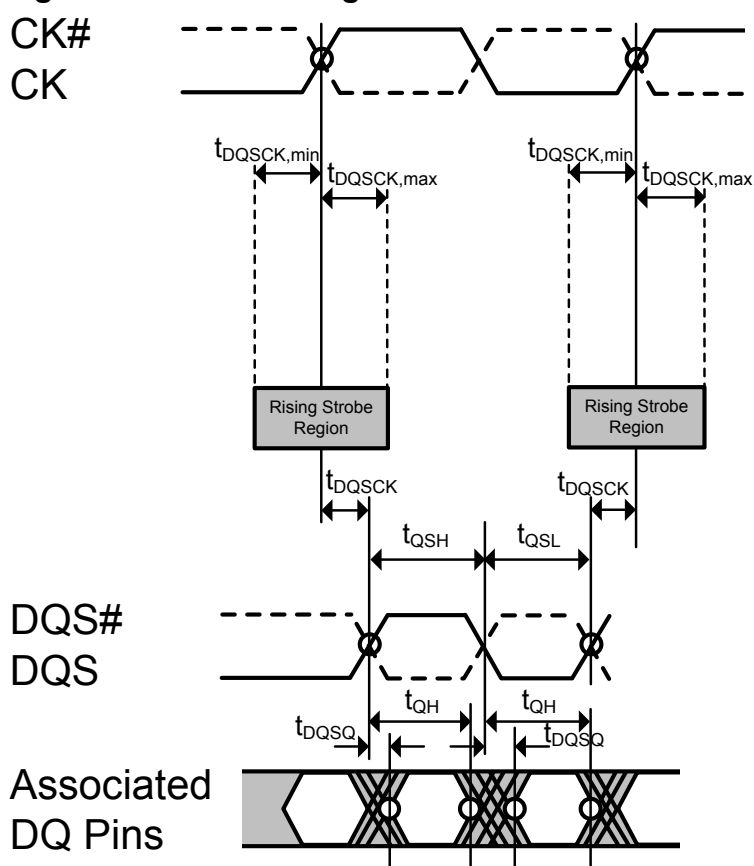 CK#
CK
tDQSCK,min
tDQSCK,max
tDQSCK,min
tDQSCK,max
Rising Strobe
Region
Rising Strobe
Region
tDQSCK
tDQSCK
tQSH
tQSL
DQS#
DQS
tQH
tQH
tDQSQ
tDQSQ
Associated
DQ Pins